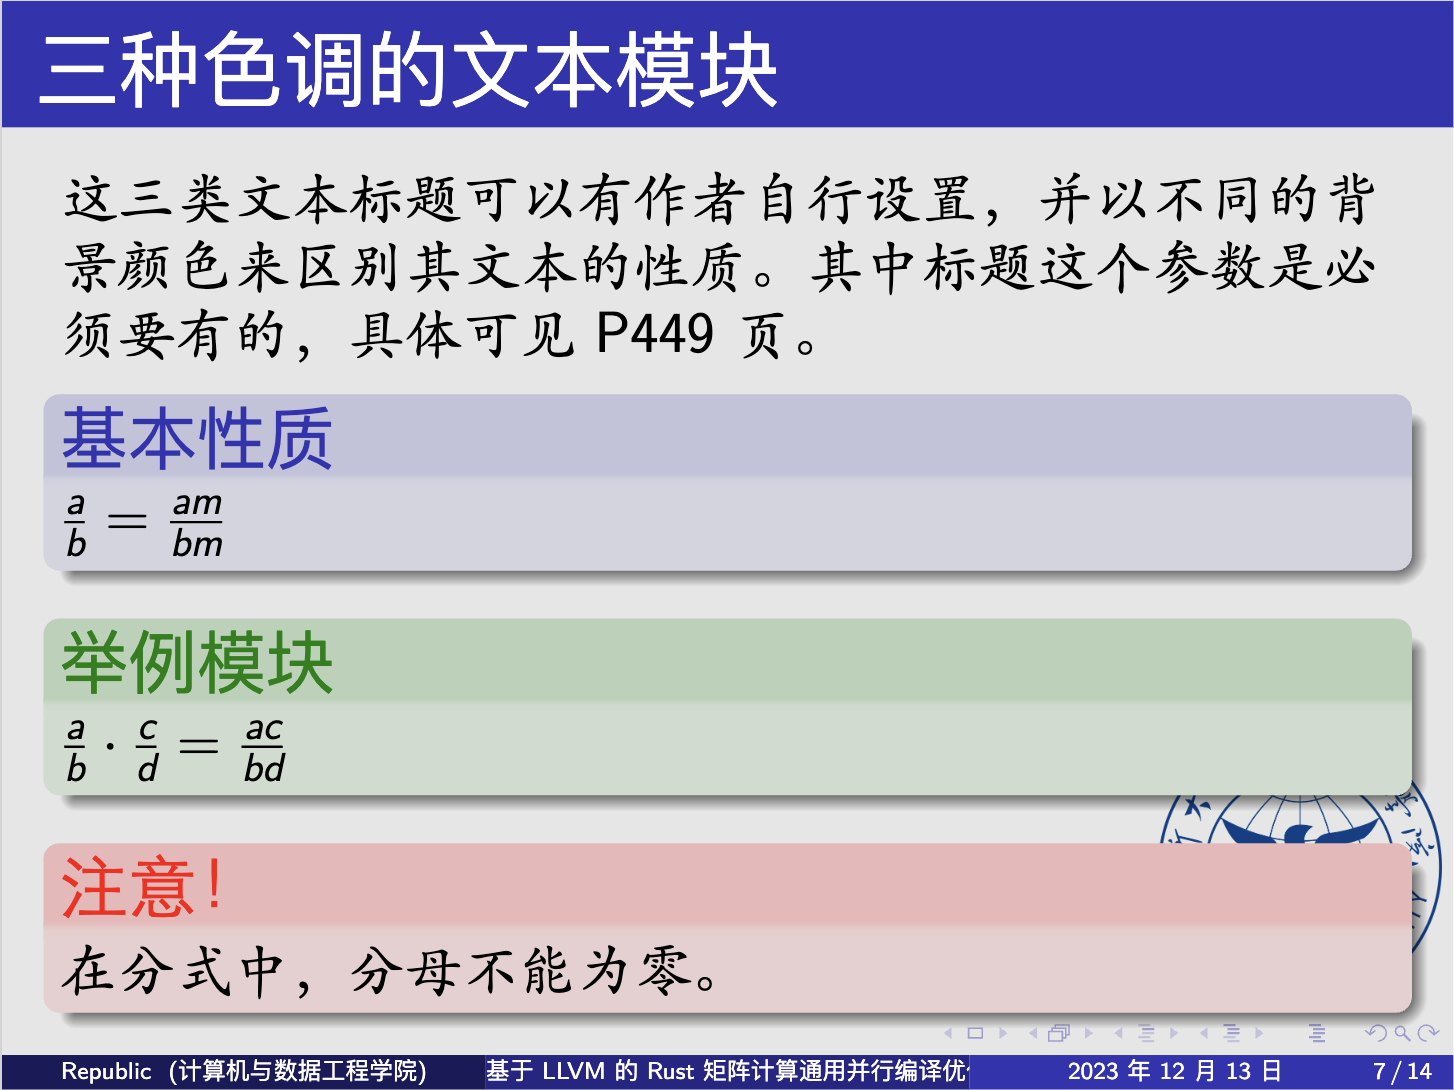 三种色调的文本模块
这三类文本标题可以有作者自行设置，并以不同的背
景颜色来区别其文本的性质。其中标题这个参数是必
须要有的，具体可见 P449 页。
基本性质
a/b = am/bm
举例模块
a/b · c/d = ac/bd
注意！
在分式中，分母不能为零。
Republic （计算机与数据工程学院） 基于 LLVM 的 Rust 矩阵计算通用并行编译优 2023 年 12 月 13 日 7 / 14